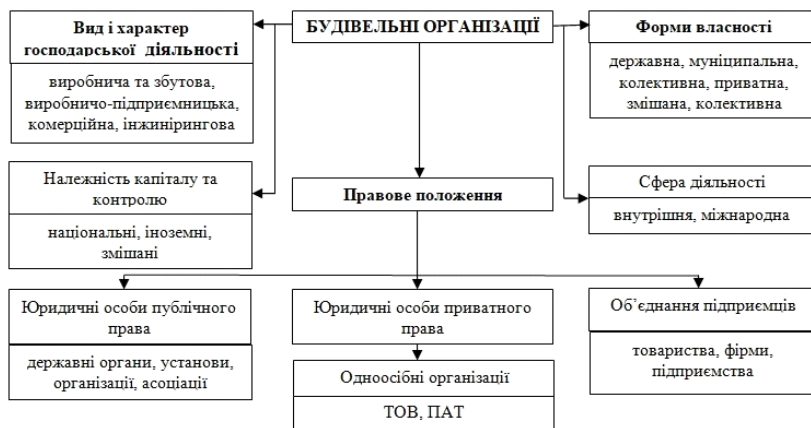 Вид і характер
господарської діяльності
виробнича та збутова,
виробничо-підприємницька,
комерційна, інжинірингова
БУДІВЕЛЬНІ ОРГАНІЗАЦІЇ
Форми власності
державна, муніципальна,
колективна, приватна,
змішана, колективна
Належність капіталу та
контролю
національні, іноземні,
змішані
Правове положення
Сфера діяльності
внутрішня, міжнародна
Юридичні особи публічного
права
державні органи, установи,
організації, асоціації
Юридичні особи приватного
права
Одноосібні організації
ТОВ, ПАТ
Об’єднання підприємців
товариства, фірми,
підприємства